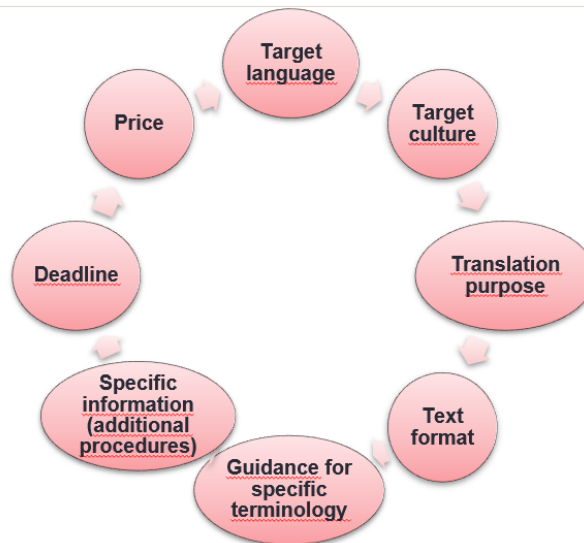 Target
language
Target
culture
Translation
purpose
Text
format
Guidance for
specific
terminology
Specific
information
(additional
procedures)
Deadline
Price